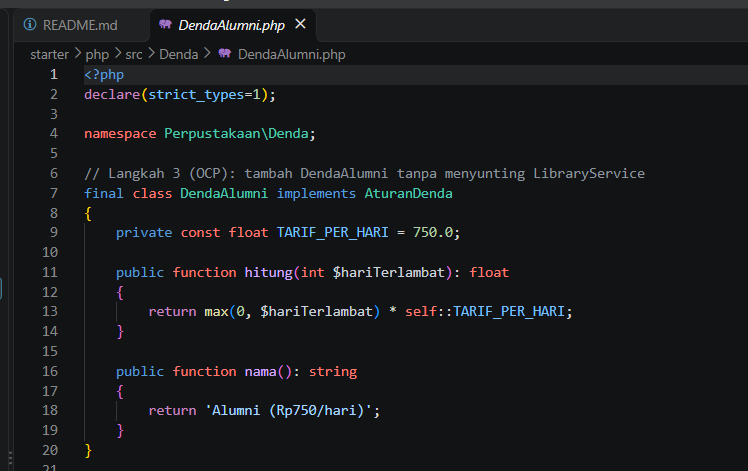 README.md DendaAlumni.php
starter > php > src > Denda > DendaAlumni.php
1 <?php
2 declare(strict_types=1);
3
4 namespace Perpustakaan\Denda;
5
6 // Langkah 3 (OCP): tambah DendaAlumni tanpa menyunting LibraryService
7 final class DendaAlumni implements AturanDenda
8 {
9 private const float TARIF_PER_HARI = 750.0;
10
11 public function hitung(int $hariTerlambat): float
12 {
13 return max(0, $hariTerlambat) * self::TARIF_PER_HARI;
14 }
15
16 public function nama(): string
17 {
18 return 'Alumni (Rp750/hari)';
19 }
20 }
21